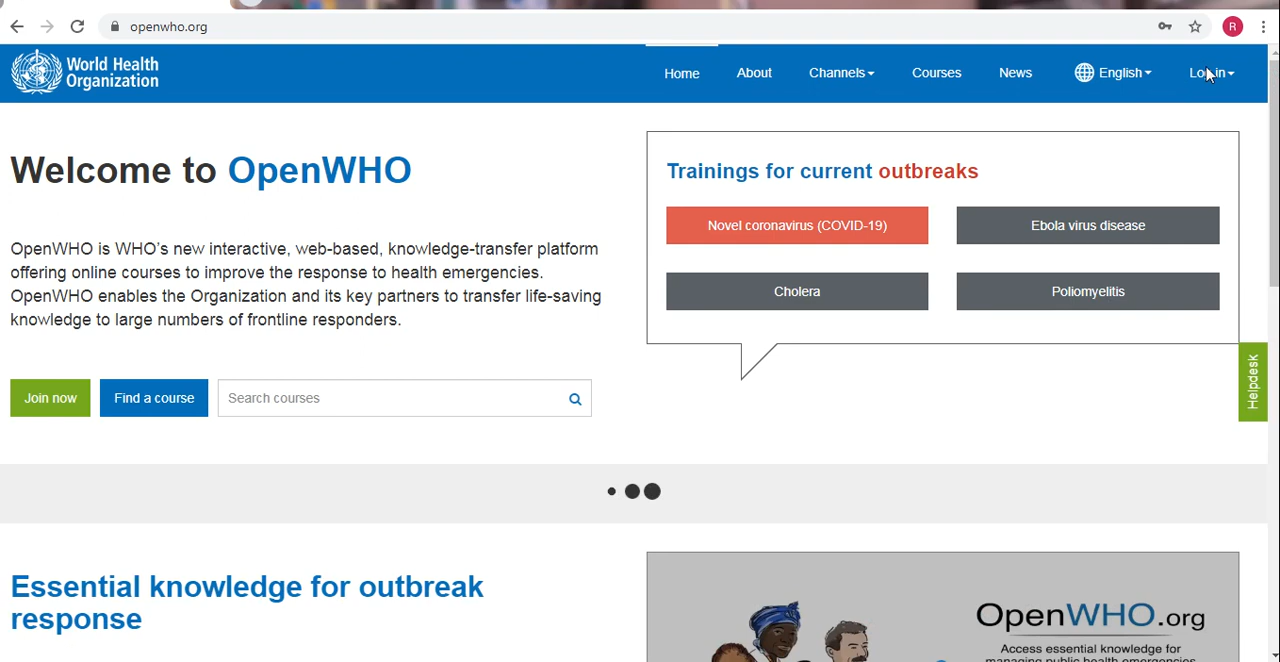 openwho.org
R
World Health
Organization
Home
About
Channels
Courses
News
English
Welcome to OpenWHO
OpenWHO is WHO's new interactive, web-based, knowledge-transfer platform
offering online courses to improve the response to health emergencies.
OpenWHO enables the Organization and its key partners to transfer life-saving
knowledge to large numbers of frontline responders.
Join now
Find a course
Search courses
Trainings for current outbreaks
Novel coronavirus (COVID-19)
Ebola virus disease
Cholera
Poliomyelitis
Helpdesk
Essential knowledge for outbreak
response
OpenWHO.org
Access essential knowledge for
managing public health emergencies